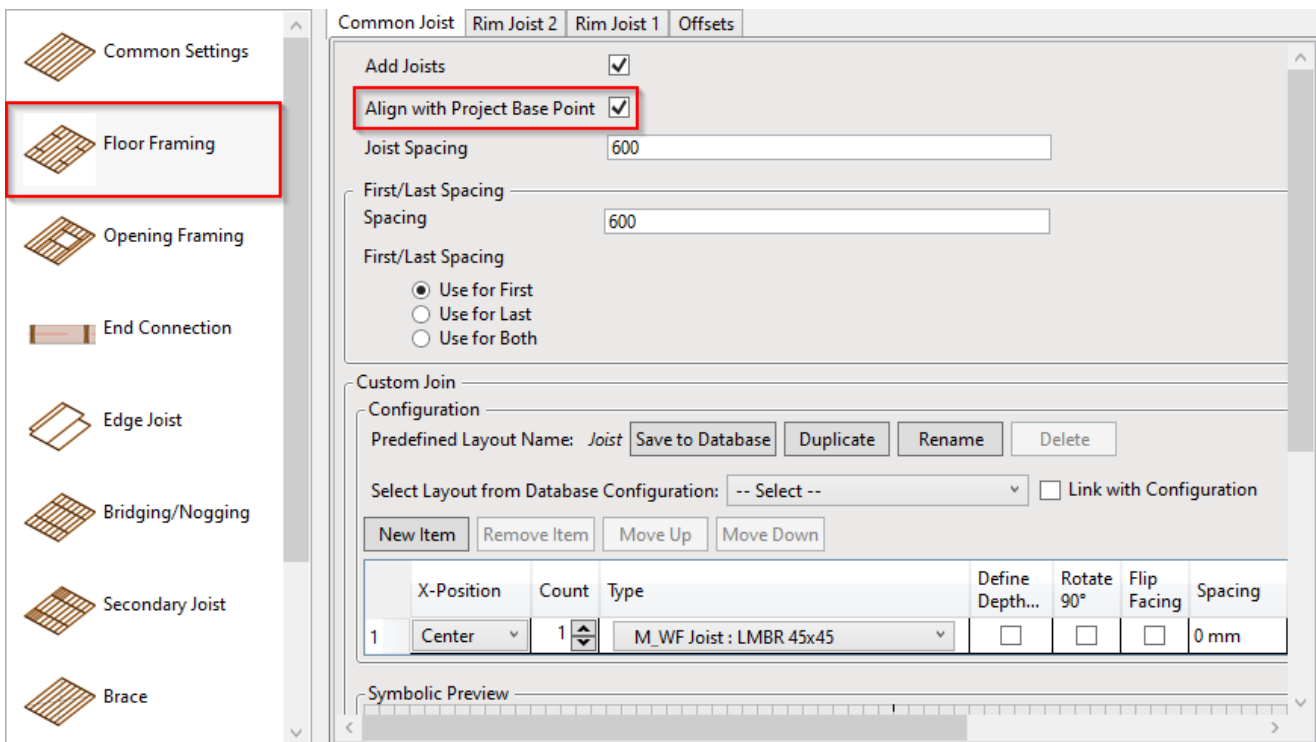 Common Settings
Floor Framing
Opening Framing
End Connection
Edge Joist
Bridging/Nogging
Secondary Joist
Brace
Common Joist Rim Joist 2 Rim Joist 1 Offsets
Add Joists
Align with Project Base Point
Joist Spacing 600
First/Last Spacing
Spacing 600
First/Last Spacing
Use for First
Use for Last
Use for Both
Custom Join
Configuration
Predefined Layout Name: Joist Save to Database Duplicate Rename Delete
Select Layout from Database Configuration: -- Select -- Link with Configuration
New Item Remove Item Move Up Move Down
X-Position Count Type Define Depth... Rotate 90° Flip Facing Spacing
1 Center 1 M_WF Joist : LMBR 45x45 0 mm
Symbolic Preview